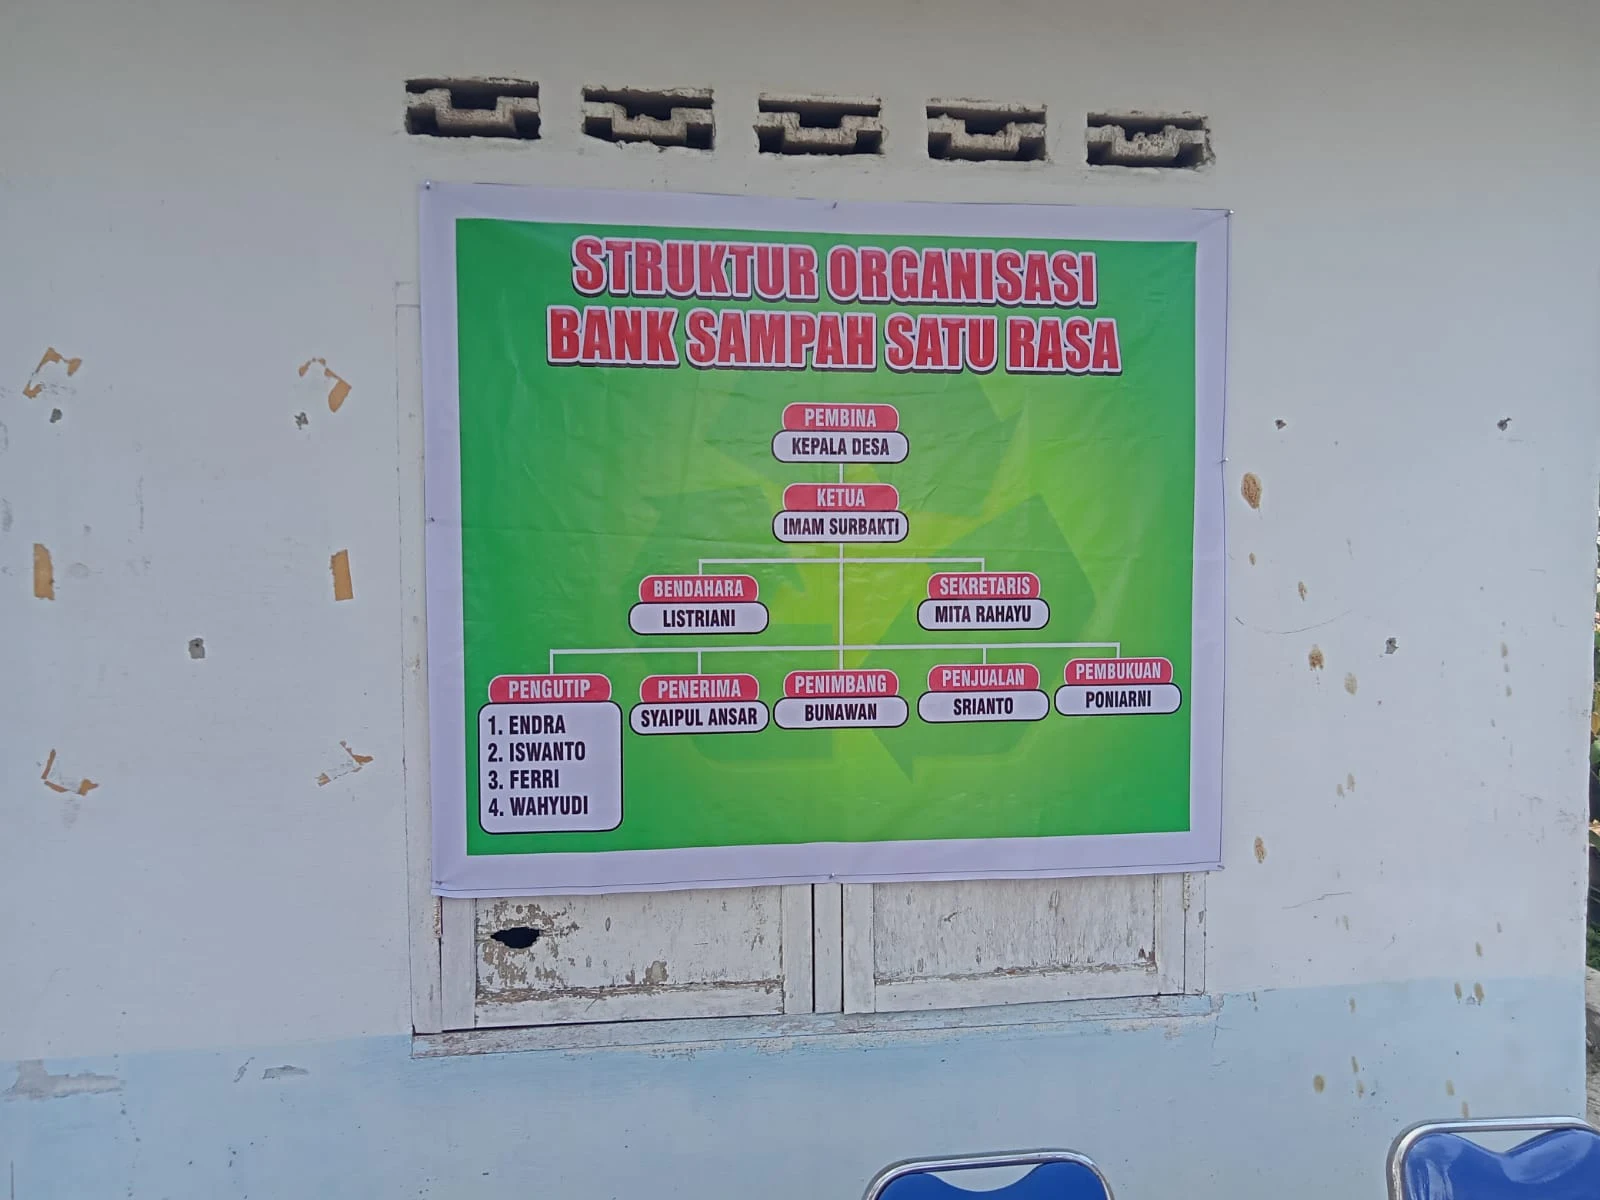 STRUKTUR ORGANISASI
BANK SAMPAH SATU RASA
PEMBINA
KEPALA DESA
KETUA
IMAM SURBAKTI
BENDAHARA
LISTRIANI
SEKRETARIS
MITA RAHAYU
PENGUTIP
1. ENDRA
2. ISWANTO
3. FERRI
4. WAHYUDI
PENERIMA
SYAIPUL ANSAR
PENIMBANG
BUNAWAN
PENJUALAN
SRIANTO
PEMBUKUAN
PONIARNI